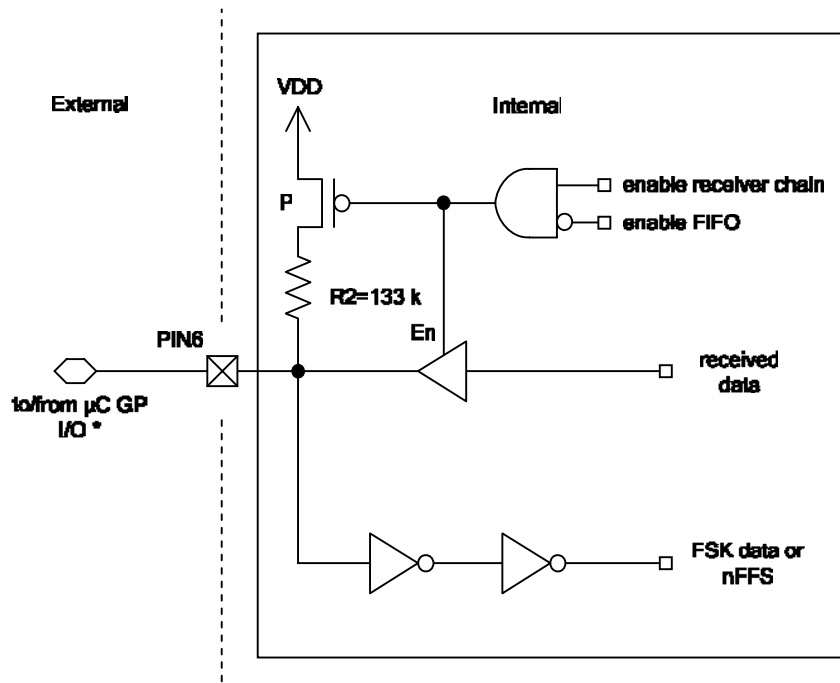 External
VDD
Internal
P
enable receiver chain
enable FIFO
R2=133 k
PIN6
En
received
data
to/from µC GP
I/O *
FSK data or
nFFS